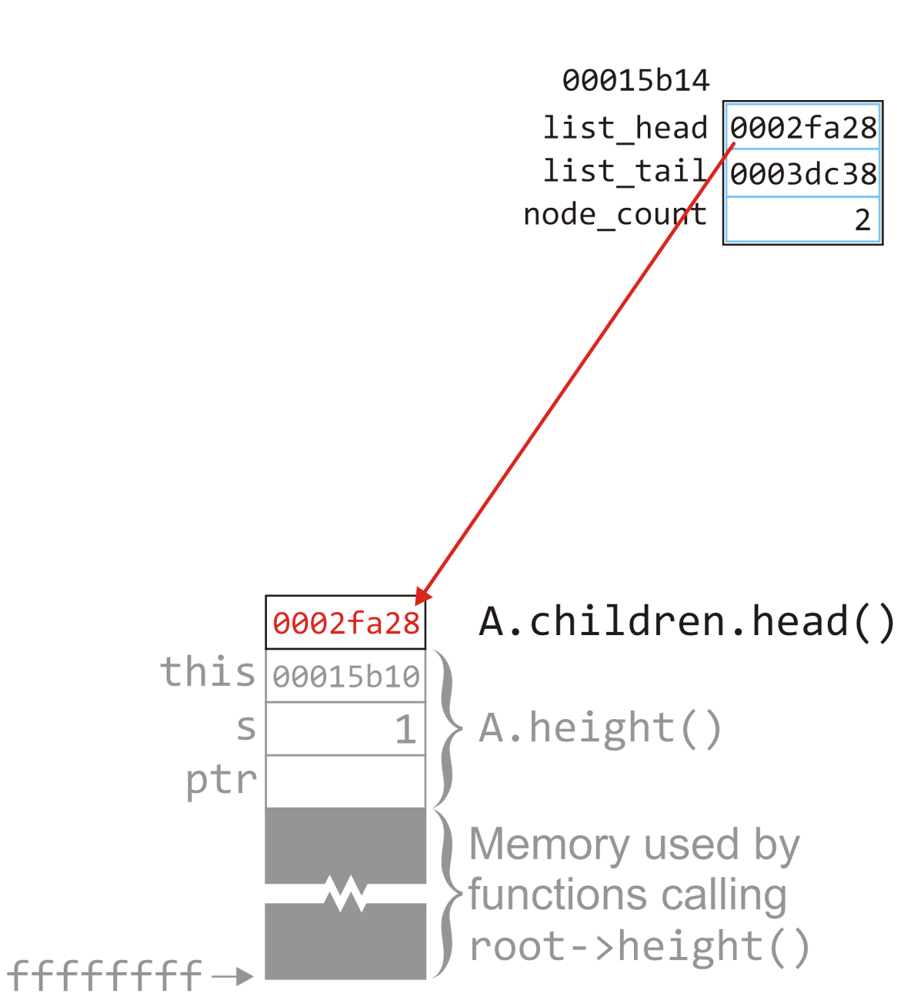 00015b14
list_head 0002fa28
list_tail 0003dc38
node_count 2
0002fa28 A.children.head()
this 00015b10
s 1 A.height()
ptr
Memory used by
functions calling
root->height()
ffffffff